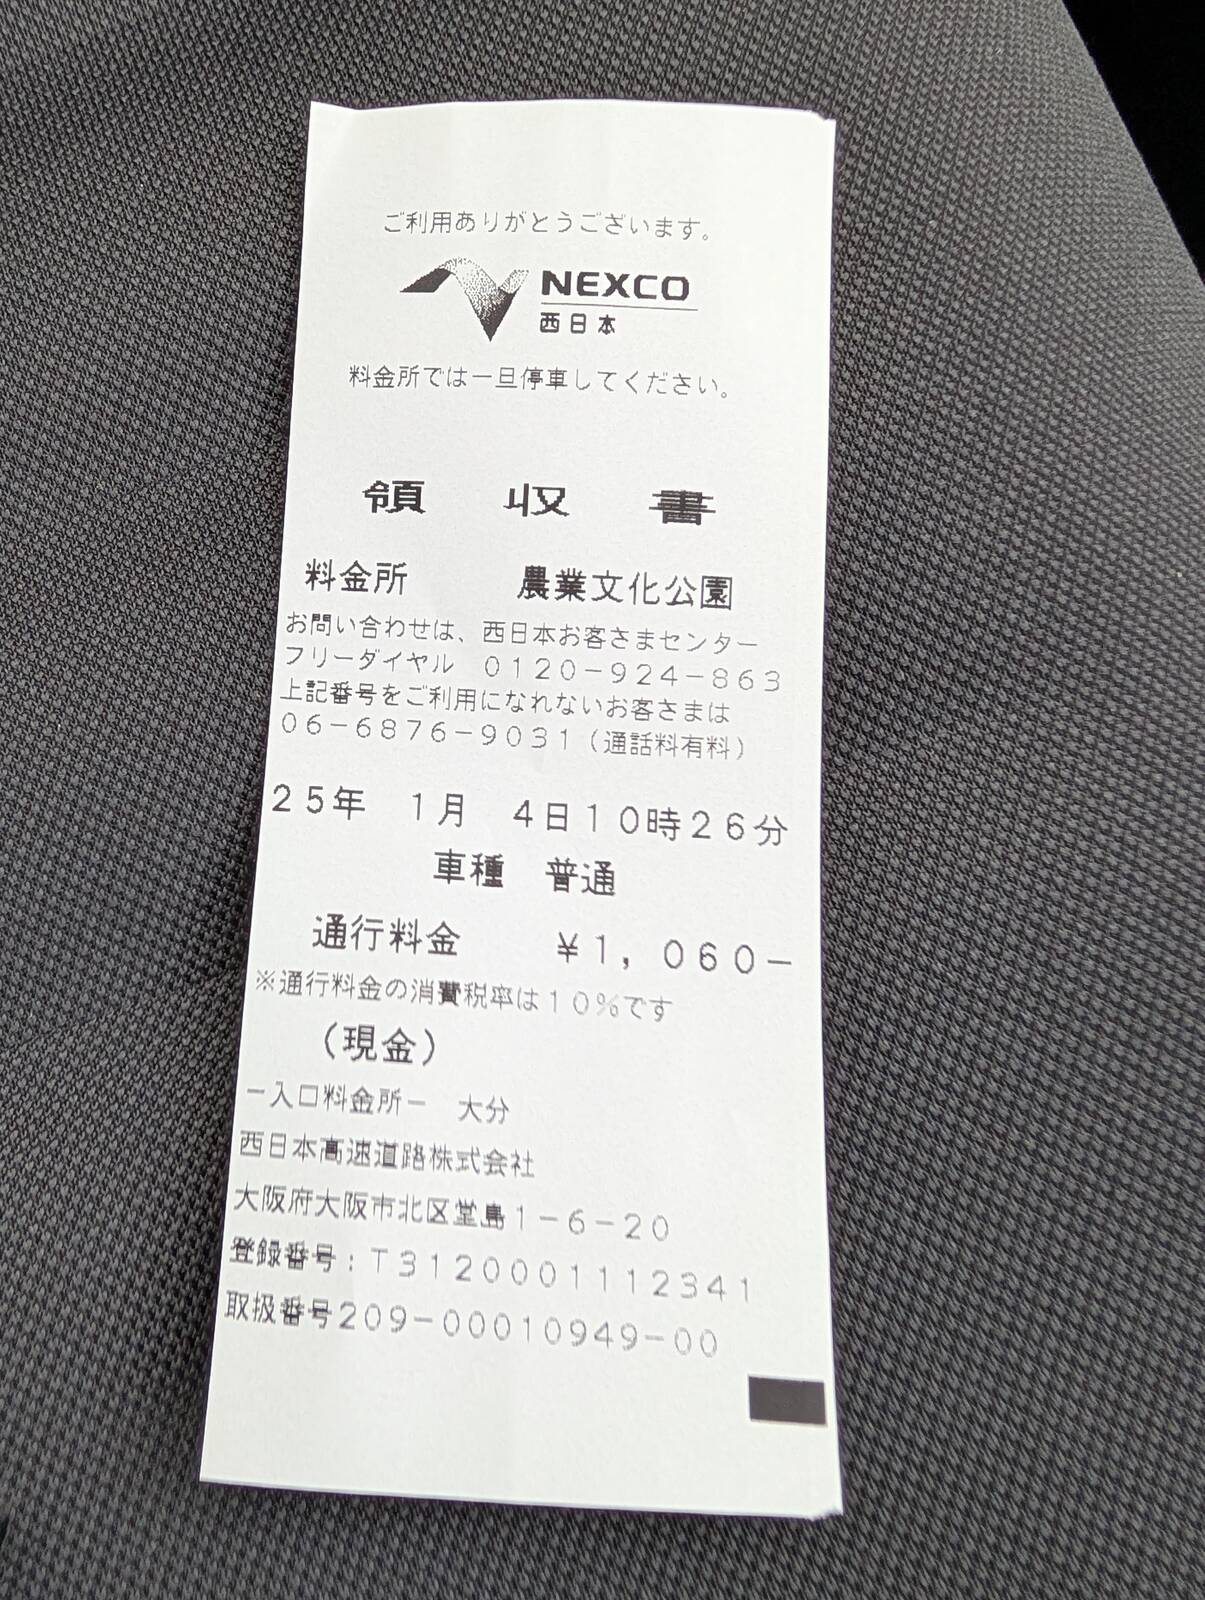 ご利用ありがとうございます。
NEXCO
西日本
料金所では一旦停車してください。
領 収 書
料金所 農業文化公園
お問い合わせは、西日本お客さまセンター
フリーダイヤル 0120-924-863
上記番号をご利用になれないお客さまは
06-6876-9031(通話料有料)
25年 1月 4日10時26分
車種 普通
通行料金 ¥1,060-
※通行料金の消費税率は10%です
(現金)
-入口料金所- 大分
西日本高速道路株式会社
大阪府大阪市北区堂島1-6-20
登録番号:T3120001112341
取扱番号209-00010949-00